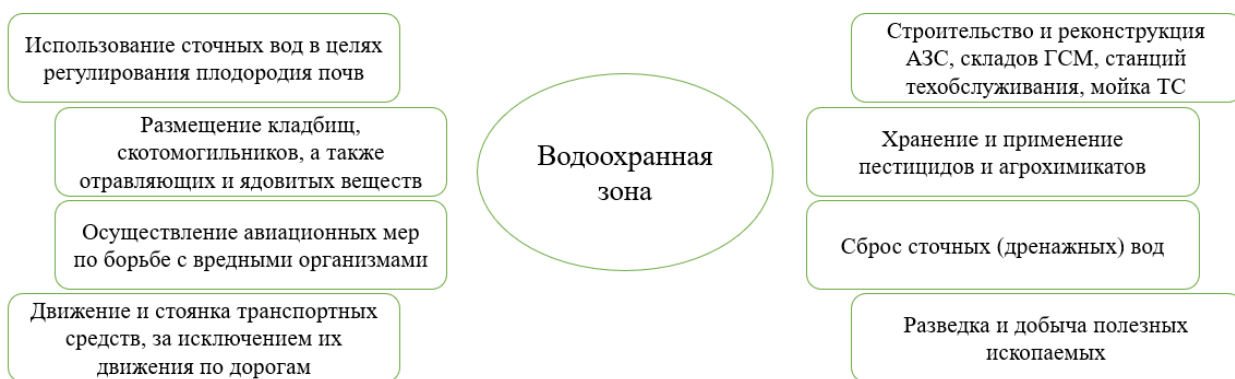 Использование сточных вод в целях
регулирования плодородия почв
Размещение кладбищ,
скотомогильников, а также
отравляющих и ядовитых веществ
Осуществление авиационных мер
по борьбе с вредными организмами
Движение и стоянка транспортных
средств, за исключением их
движения по дорогам
Водоохранная
зона
Строительство и реконструкция
АЗС, складов ГСМ, станций
техобслуживания, мойка ТС
Хранение и применение
пестицидов и агрохимикатов
Сброс сточных (дренажных) вод
Разведка и добыча полезных
ископаемых